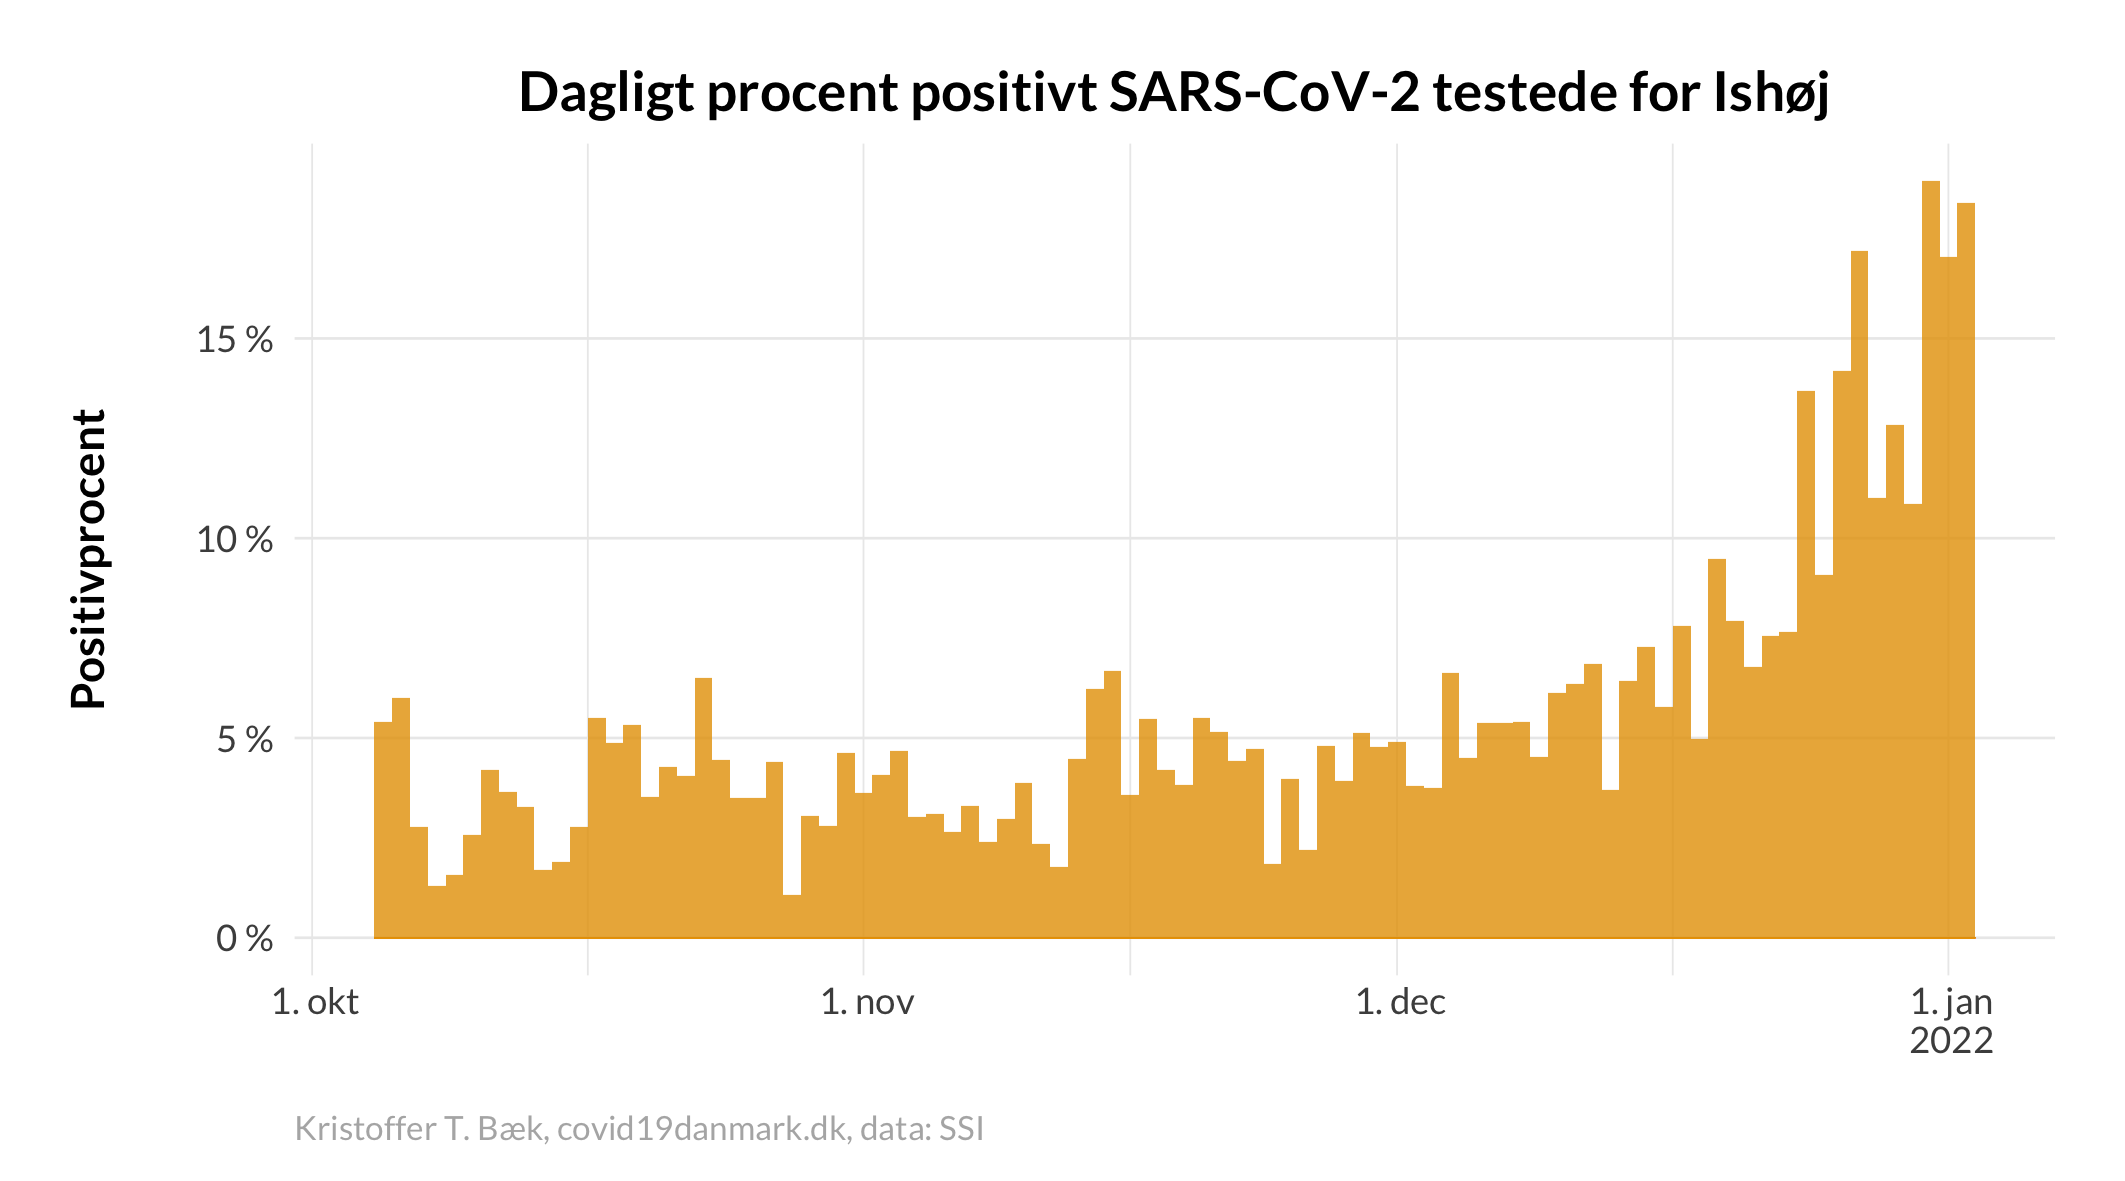 Dagligt procent positivt SARS-CoV-2 testede for Ishøj
Positivprocent
15 %
10 %
5 %
0 %
1. okt
1. nov
1. dec
1. jan
2022
Kristoffer T. Bæk, covid19danmark.dk, data: SSI